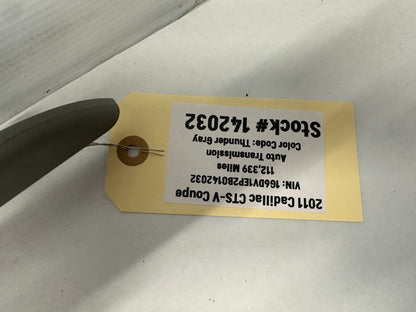 2011 Cadillac CTS-V Coupe
VIN: 1G6DV1EP2B0142032
112,339 Miles
Auto Transmission
Color Code: Thunder Gray
Stock# 142032